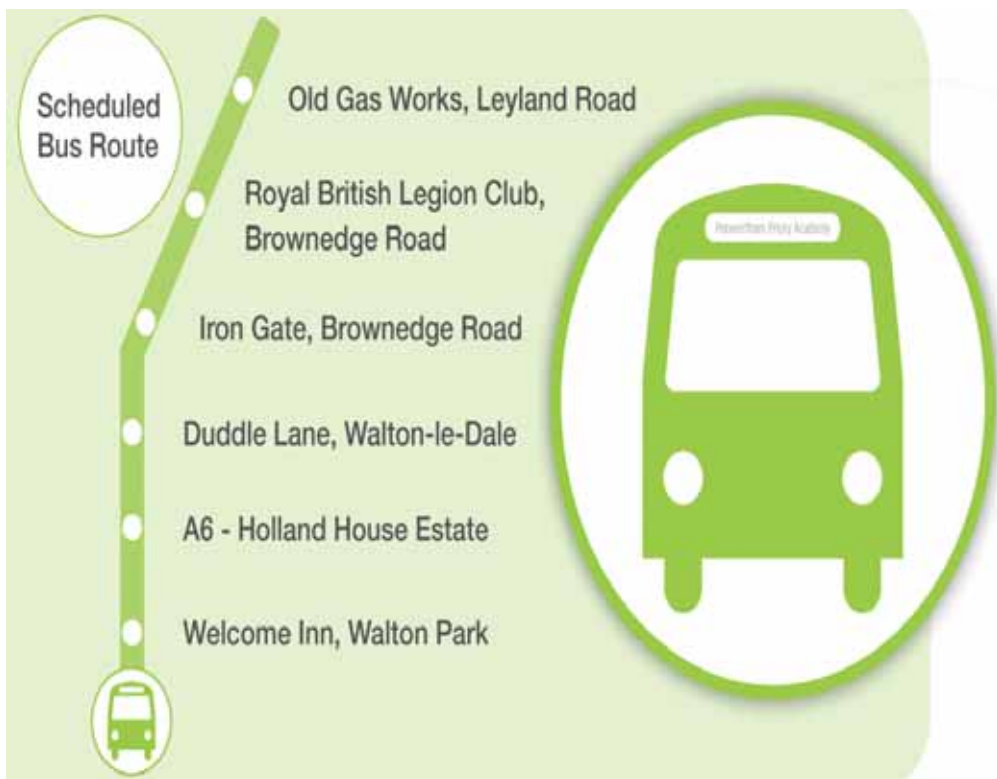 Scheduled
Bus Route
Old Gas Works, Leyland Road
Royal British Legion Club,
Brownedge Road
Iron Gate, Brownedge Road
Duddle Lane, Walton-le-Dale
A6 - Holland House Estate
Welcome Inn, Walton Park